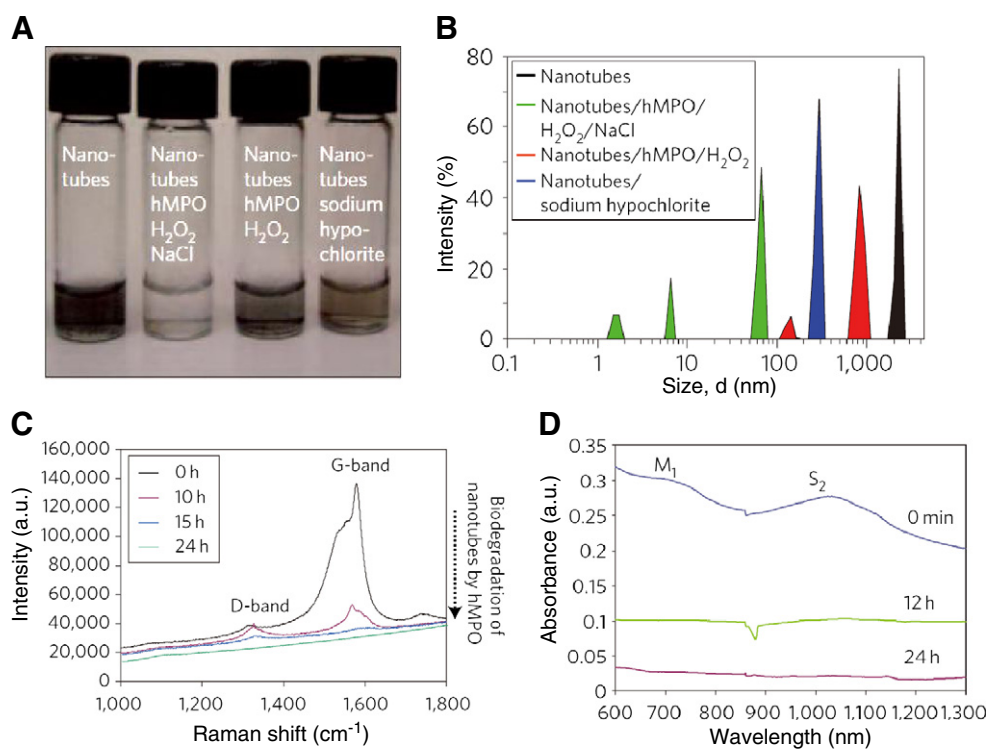 A
Nano-
tubes
Nano-
tubes
hMPO
H₂O₂
NaCl
Nano-
tubes
hMPO
H₂O₂
Nano-
tubes
sodium
hypo-
chlorite
B
80
60
40
20
0
Intensity (%)
Nanotubes
Nanotubes/hMPO/
H₂O₂/NaCl
Nanotubes/hMPO/H₂O₂
Nanotubes/
sodium hypochlorite
0.1 1 10 100 1,000
Size, d (nm)
C
160,000
140,000
120,000
100,000
80,000
60,000
40,000
20,000
0
Intensity (a.u.)
0 h
10 h
15 h
24 h
G-band
D-band
Biodegradation of
nanotubes by hMPO
1,000 1,200 1,400 1,600 1,800
Raman shift (cm⁻¹)
D
0.35
0.3
0.25
0.2
0.15
0.1
0.05
0
Absorbance (a.u.)
M₁
S₂
0 min
12 h
24 h
600 700 800 900 1,000 1,100 1,200 1,300
Wavelength (nm)